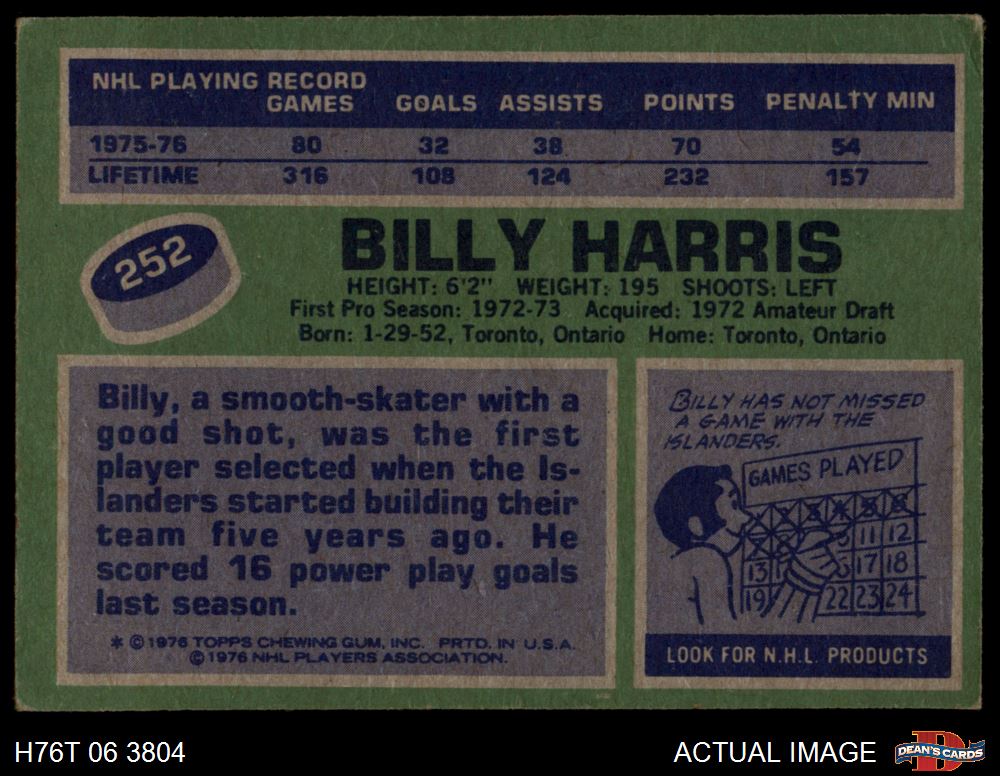 NHL PLAYING RECORD
GAMES GOALS ASSISTS POINTS PENALTY MIN
1975-76 80 32 38 70 54
LIFETIME 316 108 124 232 157
252
BILLY HARRIS
HEIGHT: 6'2" WEIGHT: 195 SHOOTS: LEFT
First Pro Season: 1972-73 Acquired: 1972 Amateur Draft
Born: 1-29-52, Toronto, Ontario Home: Toronto, Ontario
Billy, a smooth-skater with a
good shot, was the first
player selected when the Is-
landers started building their
team five years ago. He
scored 16 power play goals
last season.
* © 1976 TOPPS CHEWING GUM, INC. PRTD. IN U.S.A.
© 1976 NHL PLAYERS ASSOCIATION.
BILLY HAS NOT MISSED
A GAME WITH THE
ISLANDERS.
GAMES PLAYED
11 12
13 17 18
19 22 23 24
LOOK FOR N.H.L. PRODUCTS
H76T 06 3804
ACTUAL IMAGE
DEAN'S CARDS